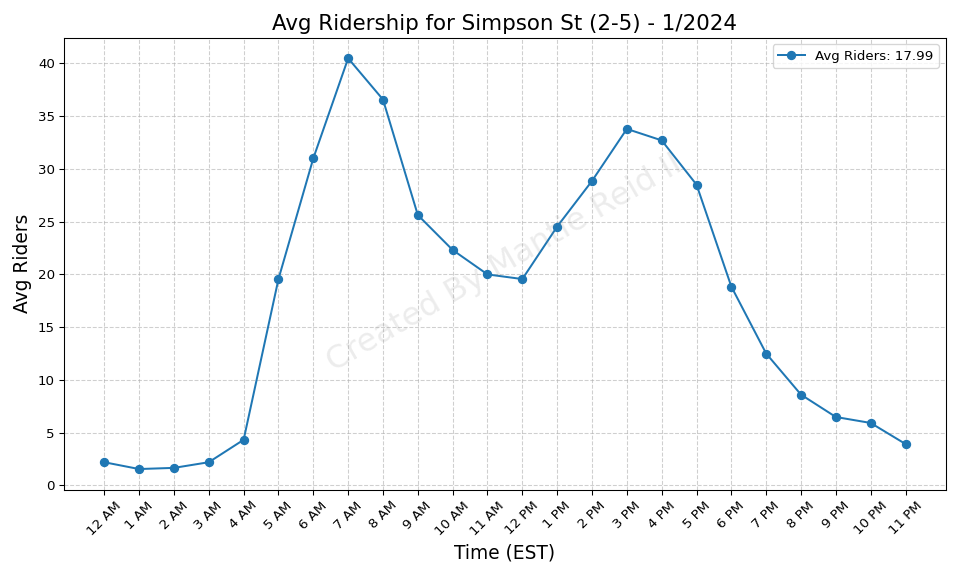 Avg Ridership for Simpson St (2-5) - 1/2024
Avg Riders: 17.99
40
35
30
25
20
15
10
5
0
Avg Riders
Created By Mantie Reid II
12 AM
1 AM
2 AM
3 AM
4 AM
5 AM
6 AM
7 AM
8 AM
9 AM
10 AM
11 AM
12 PM
1 PM
2 PM
3 PM
4 PM
5 PM
6 PM
7 PM
8 PM
9 PM
10 PM
11 PM
Time (EST)